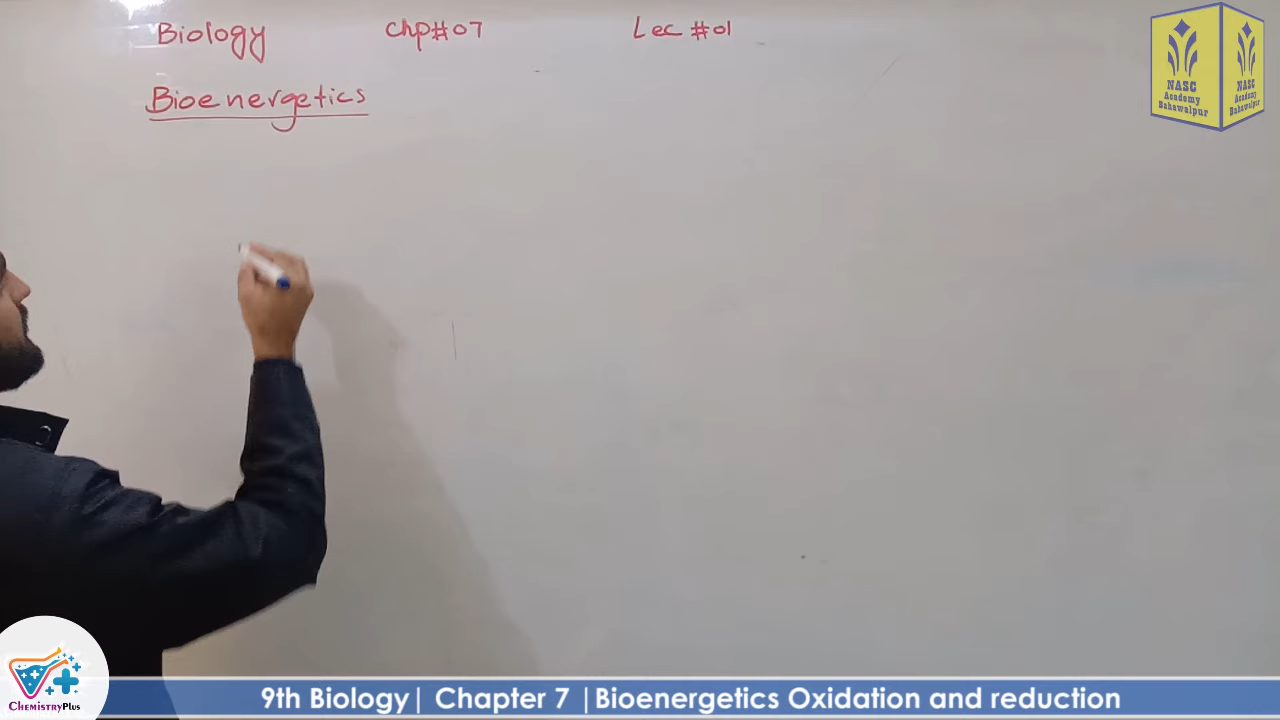 Biology Chp#07 Lec #01
Bioenergetics
NASC
Academy
Bahawalpur
NASC
Academy
Bahawalpur
ChemistryPlus
9th Biology| Chapter 7 |Bioenergetics Oxidation and reduction